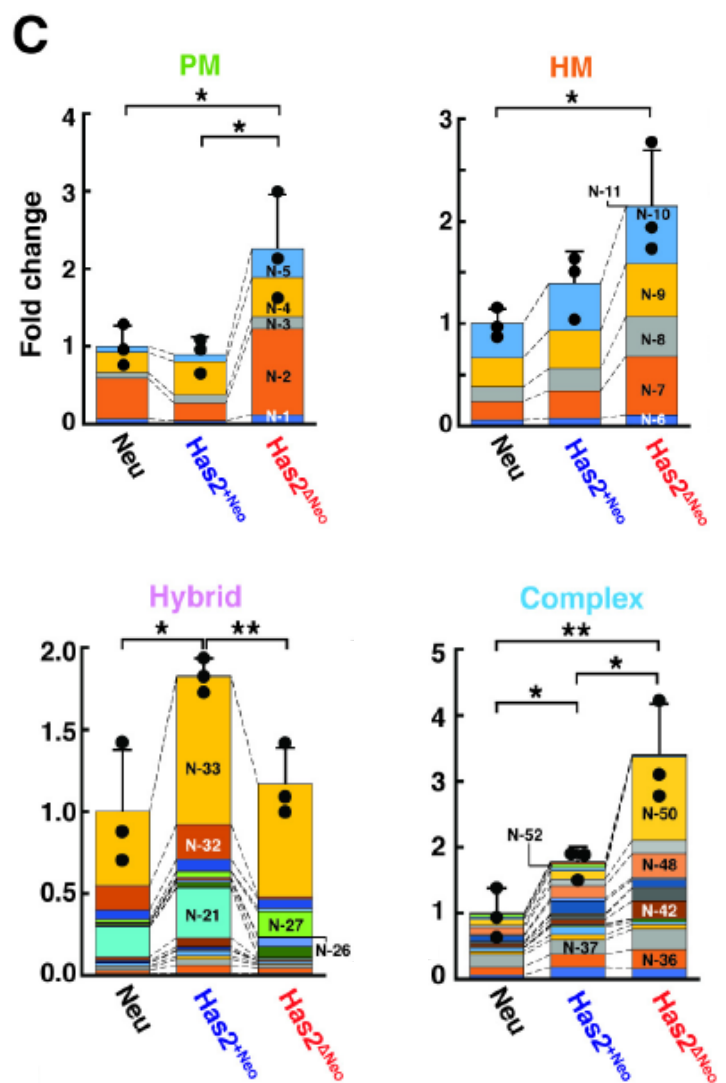 C
PM
HM
Fold change
4
3
2
1
0
*
*
N-5
N-4
N-3
N-2
N-1
Neu
Has2+Neo
Has2ΔNeo
3
2
1
0
*
N-11
N-10
N-9
N-8
N-7
N-6
Neu
Has2+Neo
Has2ΔNeo
Hybrid
Complex
2.0
1.5
1.0
0.5
0.0
*
**
N-33
N-32
N-21
N-27
N-26
Neu
Has2+Neo
Has2ΔNeo
5
4
3
2
1
0
**
*
*
N-52
N-50
N-48
N-42
N-37
N-36
Neu
Has2+Neo
Has2ΔNeo